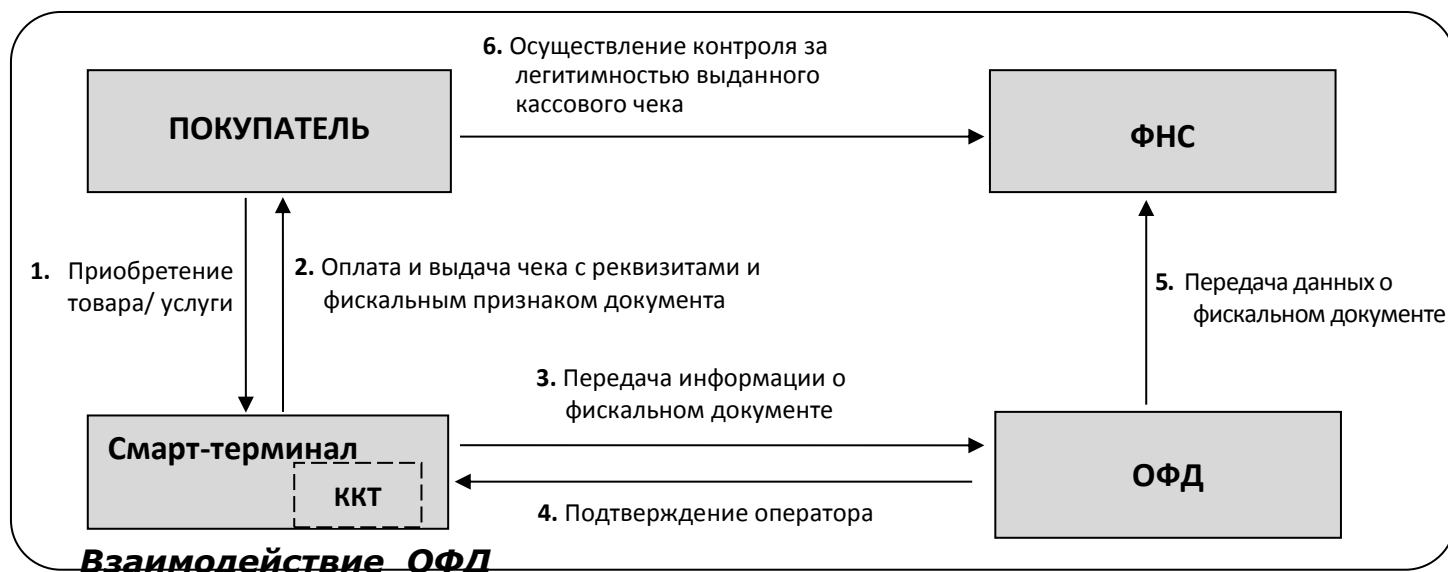 6. Осуществление контроля за
легитимностью выданного
кассового чека
ПОКУПАТЕЛЬ
ФНС
1. Приобретение
товара/ услуги
2. Оплата и выдача чека с реквизитами и
фискальным признаком документа
5. Передача данных о
фискальном документе
3. Передача информации о
фискальном документе
Смарт-терминал
ККТ
ОФД
4. Подтверждение оператора
Взаимодействие ОФД